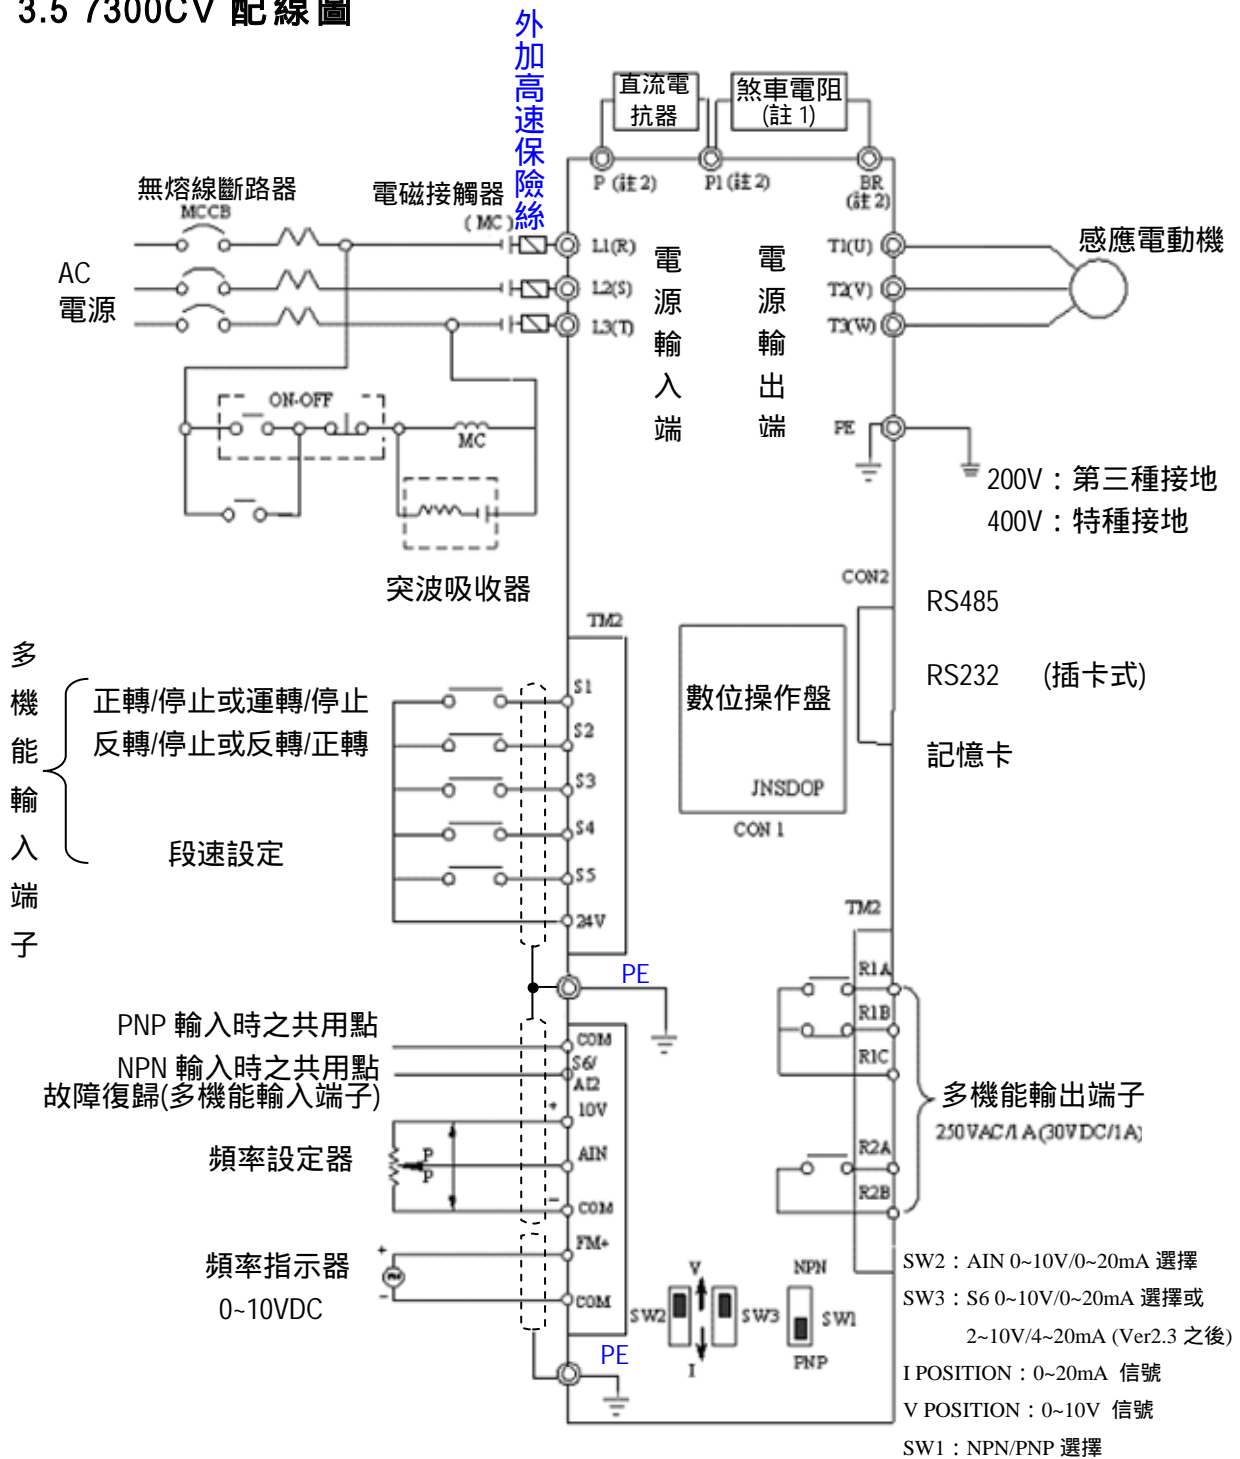 3.5 7300CV 配線圖
外加高速保險絲
直流電
抗器
煞車電阻
(註 1)
P (註 2)
P1 (註 2)
BR
(註 2)
無熔線斷路器
MCCB
電磁接觸器
( MC )
AC
電源
L1(R)
L2(S)
L3(T)
電源輸入端
電源輸出端
T1(U)
T2(V)
T3(W)
感應電動機
ON-OFF
MC
PE
200V：第三種接地
400V：特種接地
突波吸收器
CON2
RS485
RS232 (插卡式)
記憶卡
TM2
數位操作盤
JNSDOP
CON 1
多機能輸入端子
正轉/停止或運轉/停止
反轉/停止或反轉/正轉
段速設定
S1
S2
S3
S4
S5
24V
PE
TM2
R1A
R1B
R1C
R2A
R2B
多機能輸出端子
250VAC/1A(30VDC/1A)
PNP 輸入時之共用點
NPN 輸入時之共用點
故障復歸(多機能輸入端子)
COM
S6/
AI2
+
10V
頻率設定器
P
P
AIN
−
COM
頻率指示器
0~10VDC
+
FM
−
FM+
COM
PE
V
I
SW2
SW3
NPN
SW1
PNP
SW2：AIN 0~10V/0~20mA 選擇
SW3：S6 0~10V/0~20mA 選擇或
2~10V/4~20mA (Ver2.3 之後)
I POSITION：0~20mA 信號
V POSITION：0~10V 信號
SW1：NPN/PNP 選擇